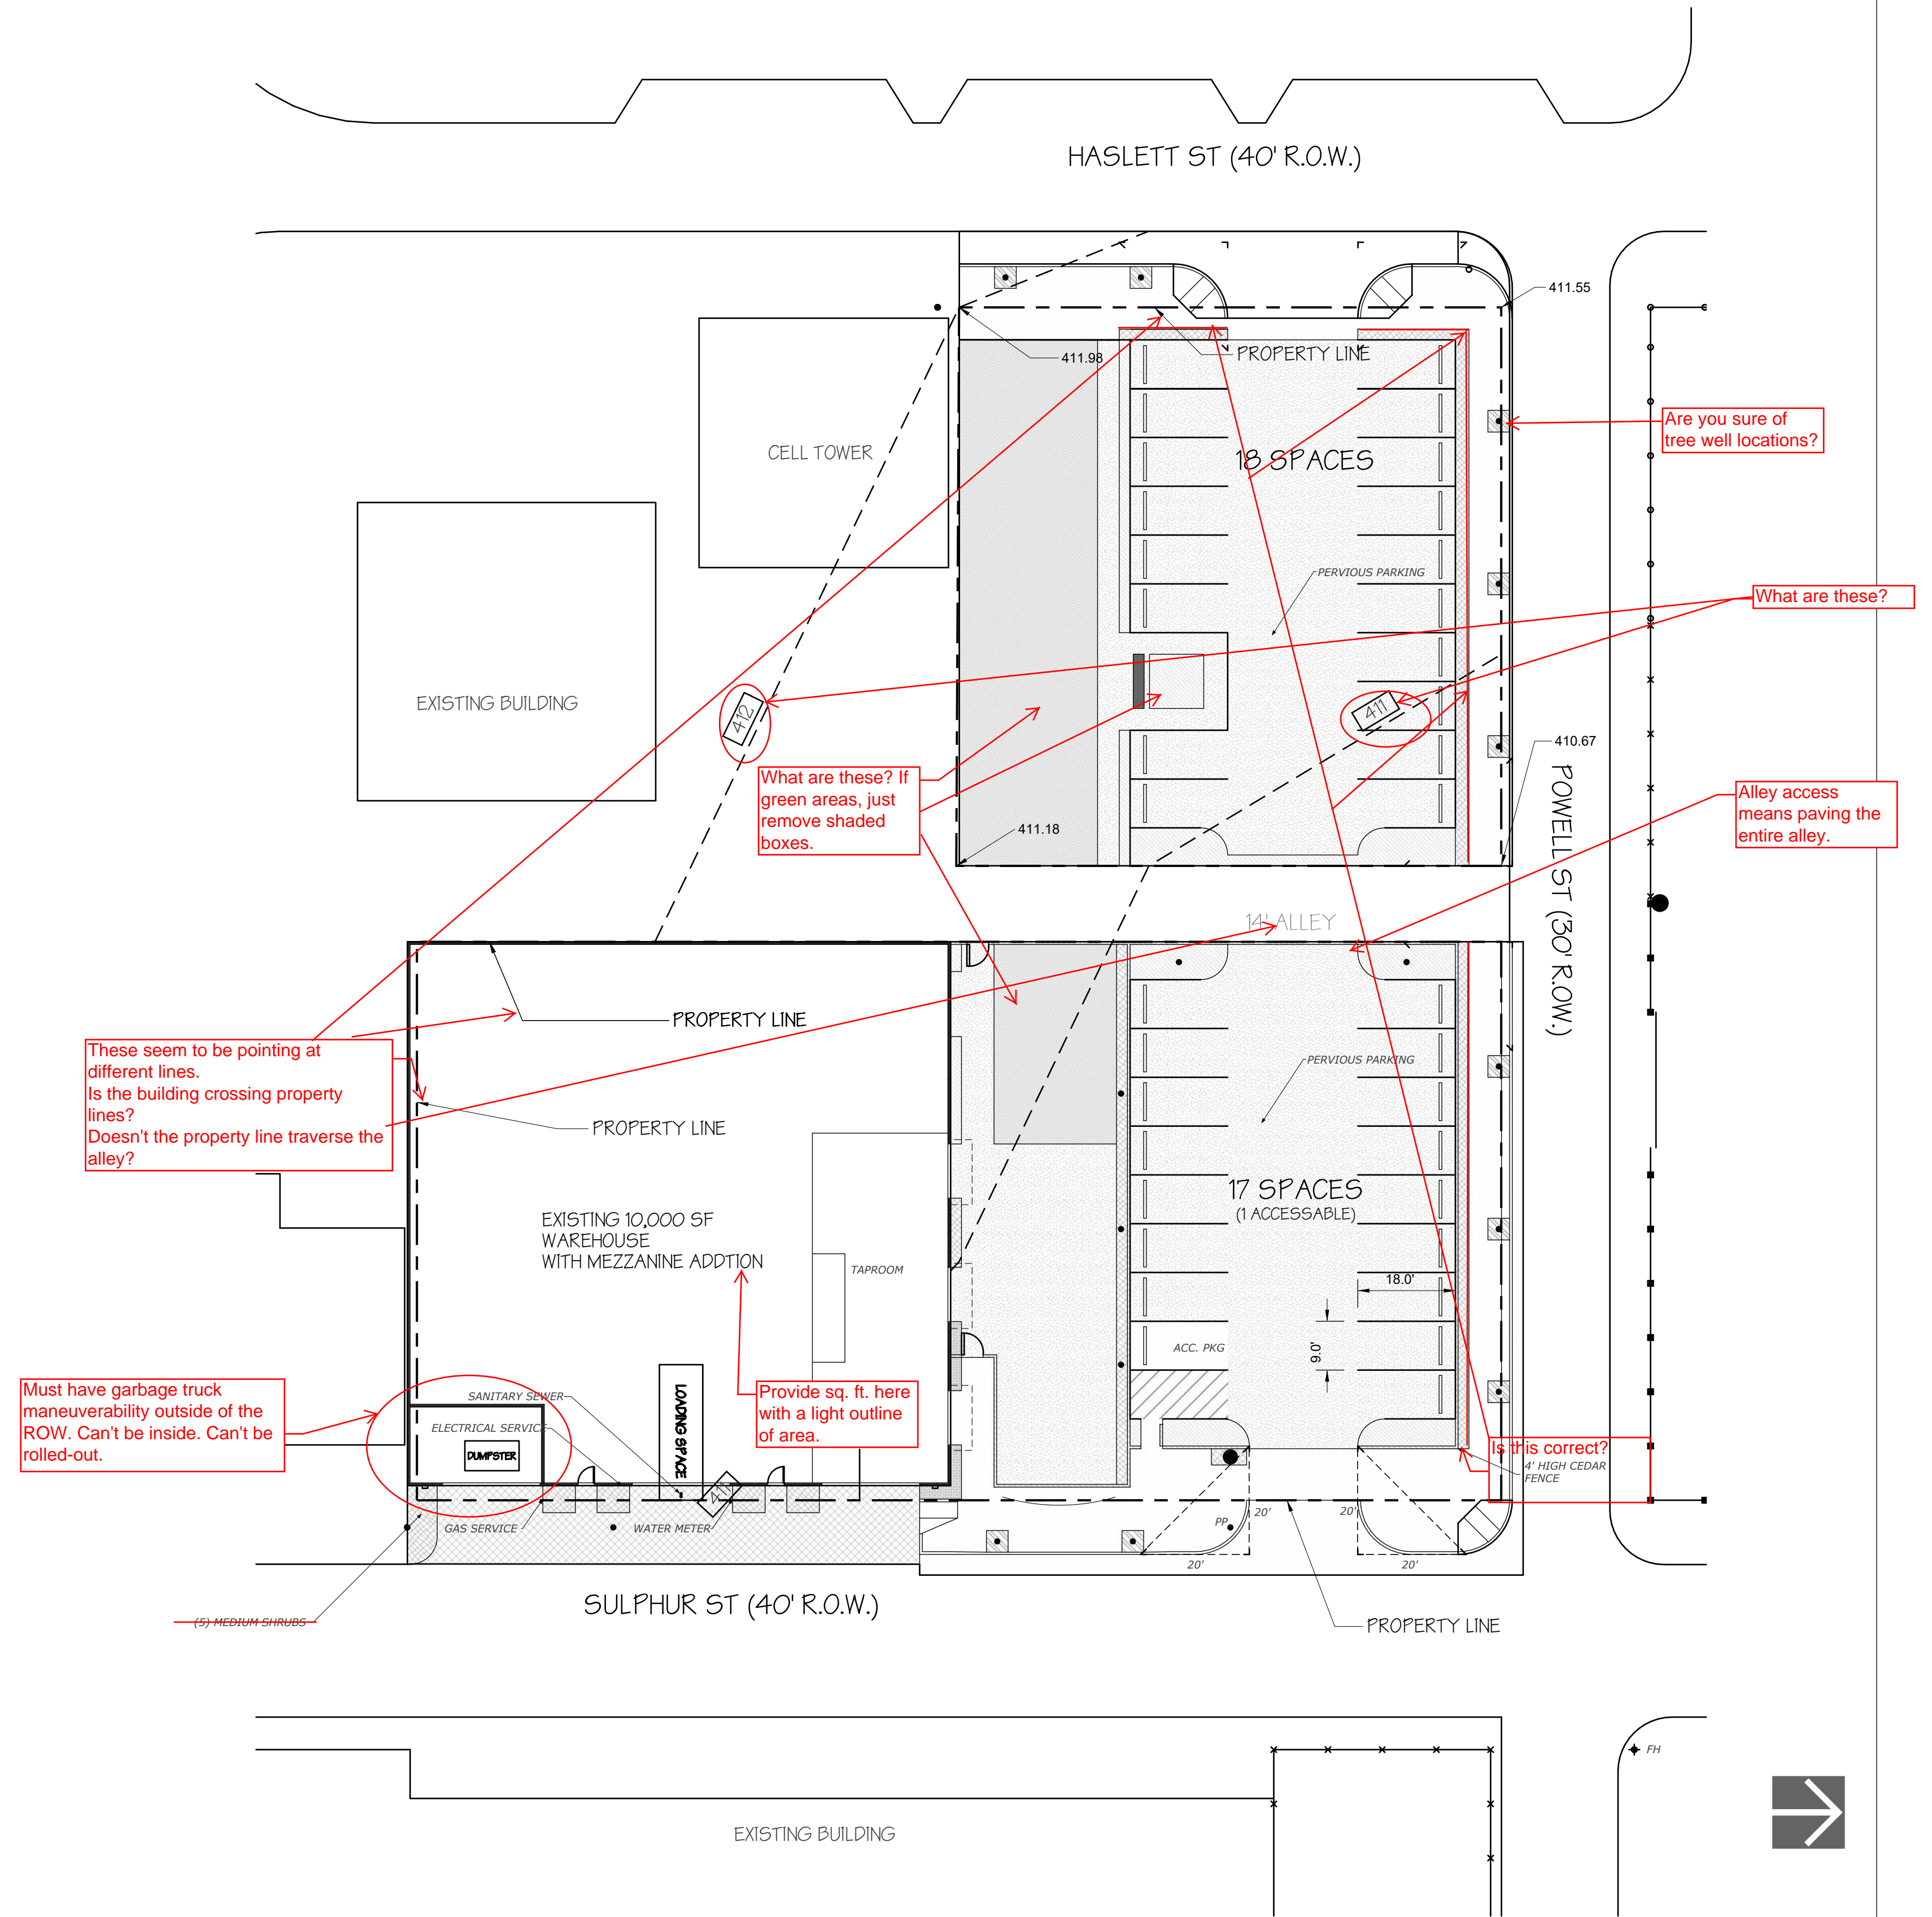 HASLETT ST (40' R.O.W.)
411.55
411.98
PROPERTY LINE
CELL TOWER
18 SPACES
Are you sure of
tree well locations?
PERVIOUS PARKING
What are these?
EXISTING BUILDING
412
411
410.67
What are these? If
green areas, just
remove shaded
boxes.
411.18
POWELL ST (30' R.O.W.)
Alley access
means paving the
entire alley.
14' ALLEY
PROPERTY LINE
These seem to be pointing at
different lines.
Is the building crossing property
lines?
Doesn't the property line traverse the
alley?
PERVIOUS PARKING
PROPERTY LINE
17 SPACES
(1 ACCESSABLE)
EXISTING 10,000 SF
WAREHOUSE
WITH MEZZANINE ADDTION
TAPROOM
18.0'
9.0'
ACC. PKG
Must have garbage truck
maneuverability outside of the
ROW. Can't be inside. Can't be
rolled-out.
SANITARY SEWER
ELECTRICAL SERVICE
DUMPSTER
LOADING SPACE
Provide sq. ft. here
with a light outline
of area.
Is this correct?
4' HIGH CEDAR
FENCE
411
GAS SERVICE
WATER METER
PP
20'
20'
20'
20'
SULPHUR ST (40' R.O.W.)
(5) MEDIUM SHRUBS
PROPERTY LINE
FH
EXISTING BUILDING